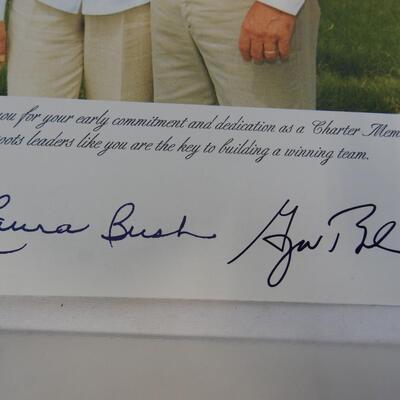 you for your early commitment and dedication as a Charter Mem
roots leaders like you are the key to building a winning team.
Laura Bush